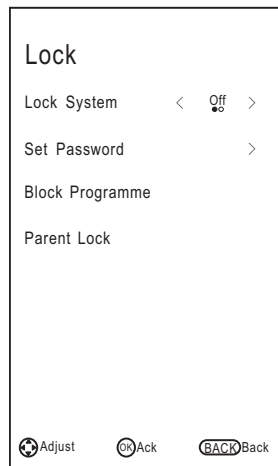 Lock
Lock System < Off >
Set Password >
Block Programme
Parent Lock
Adjust OK Ack BACK Back